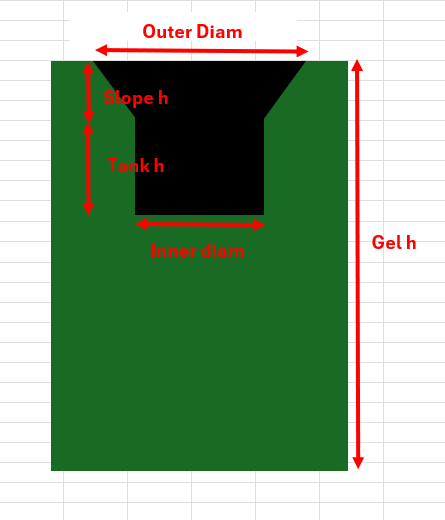 Outer Diam
Slope h
Tank h
Inner diam
Gel h